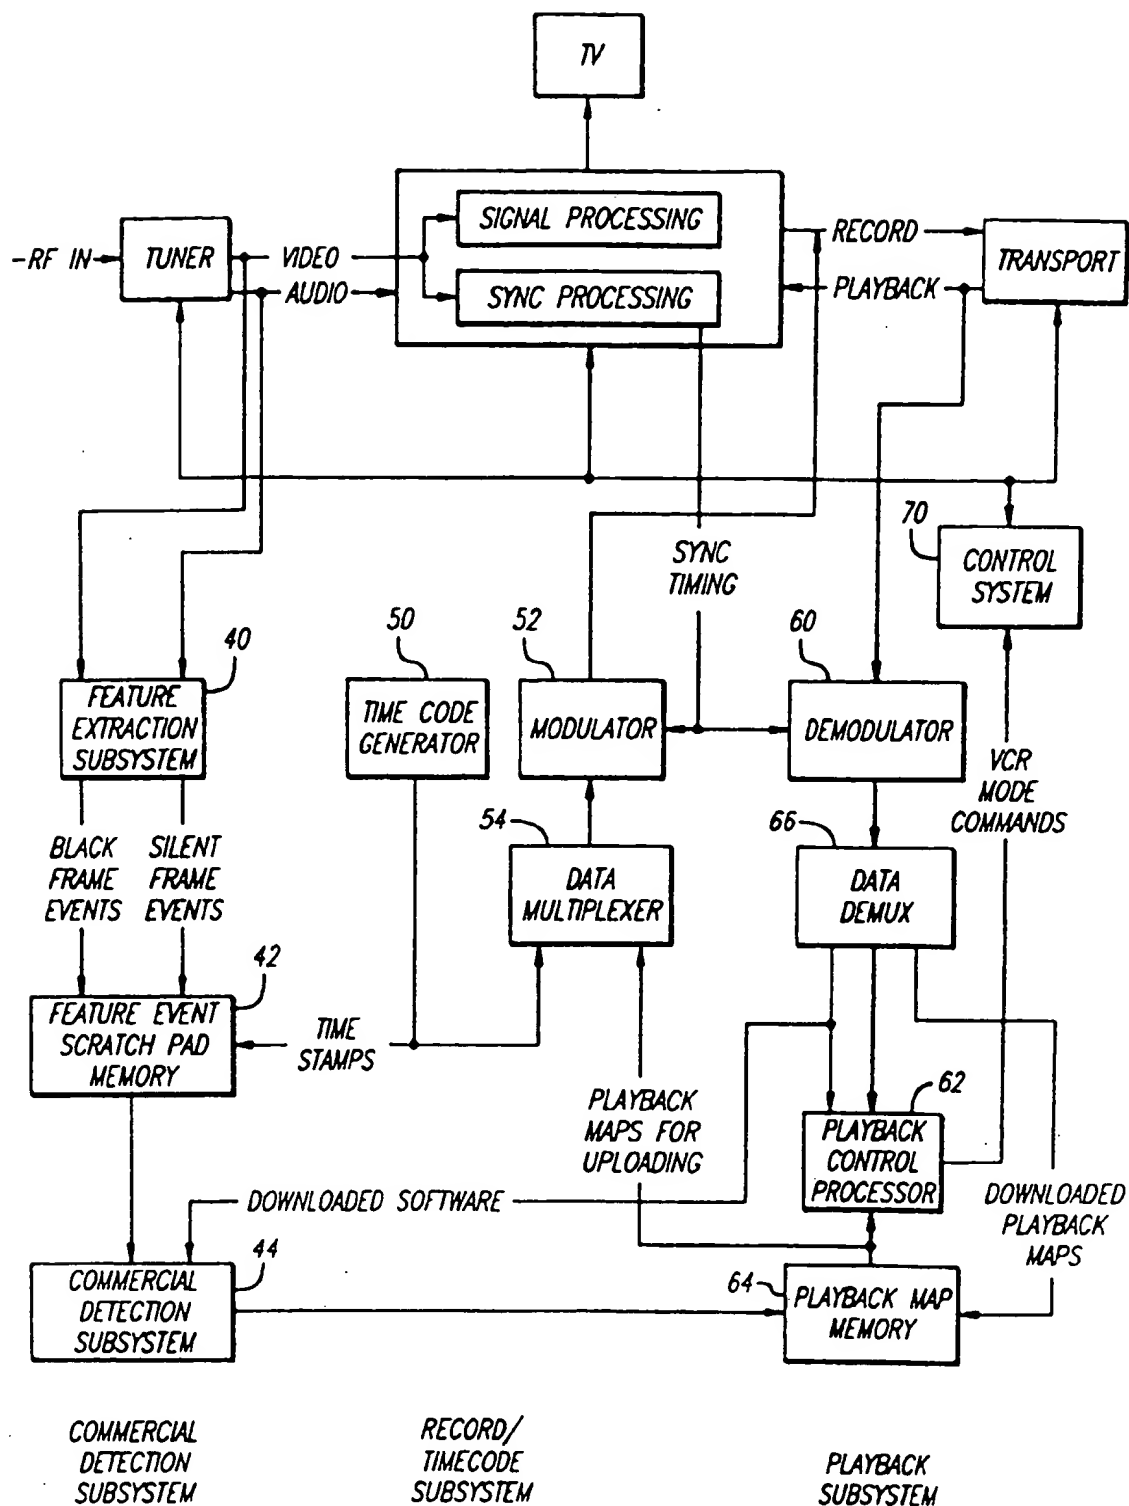 TV
SIGNAL PROCESSING
-RF IN
TUNER
VIDEO
RECORD
TRANSPORT
AUDIO
SYNC PROCESSING
PLAYBACK
70
CONTROL
SYSTEM
SYNC
TIMING
40
FEATURE
EXTRACTION
SUBSYSTEM
50
TIME CODE
GENERATOR
52
MODULATOR
60
DEMODULATOR
VCR
MODE
COMMANDS
BLACK
FRAME
EVENTS
SILENT
FRAME
EVENTS
54
DATA
MULTIPLEXER
66
DATA
DEMUX
42
FEATURE EVENT
SCRATCH PAD
MEMORY
TIME
STAMPS
PLAYBACK
MAPS FOR
UPLOADING
62
PLAYBACK
CONTROL
PROCESSOR
DOWNLOADED
PLAYBACK
MAPS
DOWNLOADED SOFTWARE
44
COMMERCIAL
DETECTION
SUBSYSTEM
64
PLAYBACK MAP
MEMORY
COMMERCIAL
DETECTION
SUBSYSTEM
RECORD/
TIMECODE
SUBSYSTEM
PLAYBACK
SUBSYSTEM